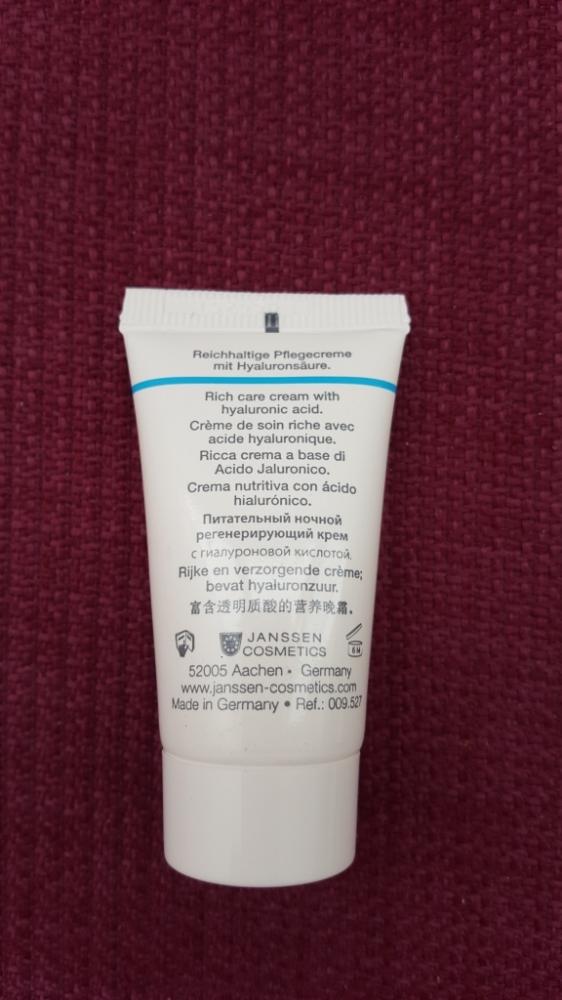 Reichhaltige Pflegecreme
mit Hyaluronsäure.
Rich care cream with
hyaluronic acid.
Crème de soin riche avec
acide hyaluronique.
Ricca crema a base di
Acido Jaluronico.
Crema nutritiva con ácido
hialurónico.
Питательный ночной
регенерирующий крем
с гиалуроновой кислотой.
Rijke en verzorgende crème;
bevat hyaluronzuur.
富含透明质酸的营养晚霜。
JANSSEN
COSMETICS
6 M
52005 Aachen • Germany
www.janssen-cosmetics.com
Made in Germany • Ref.: 009.527